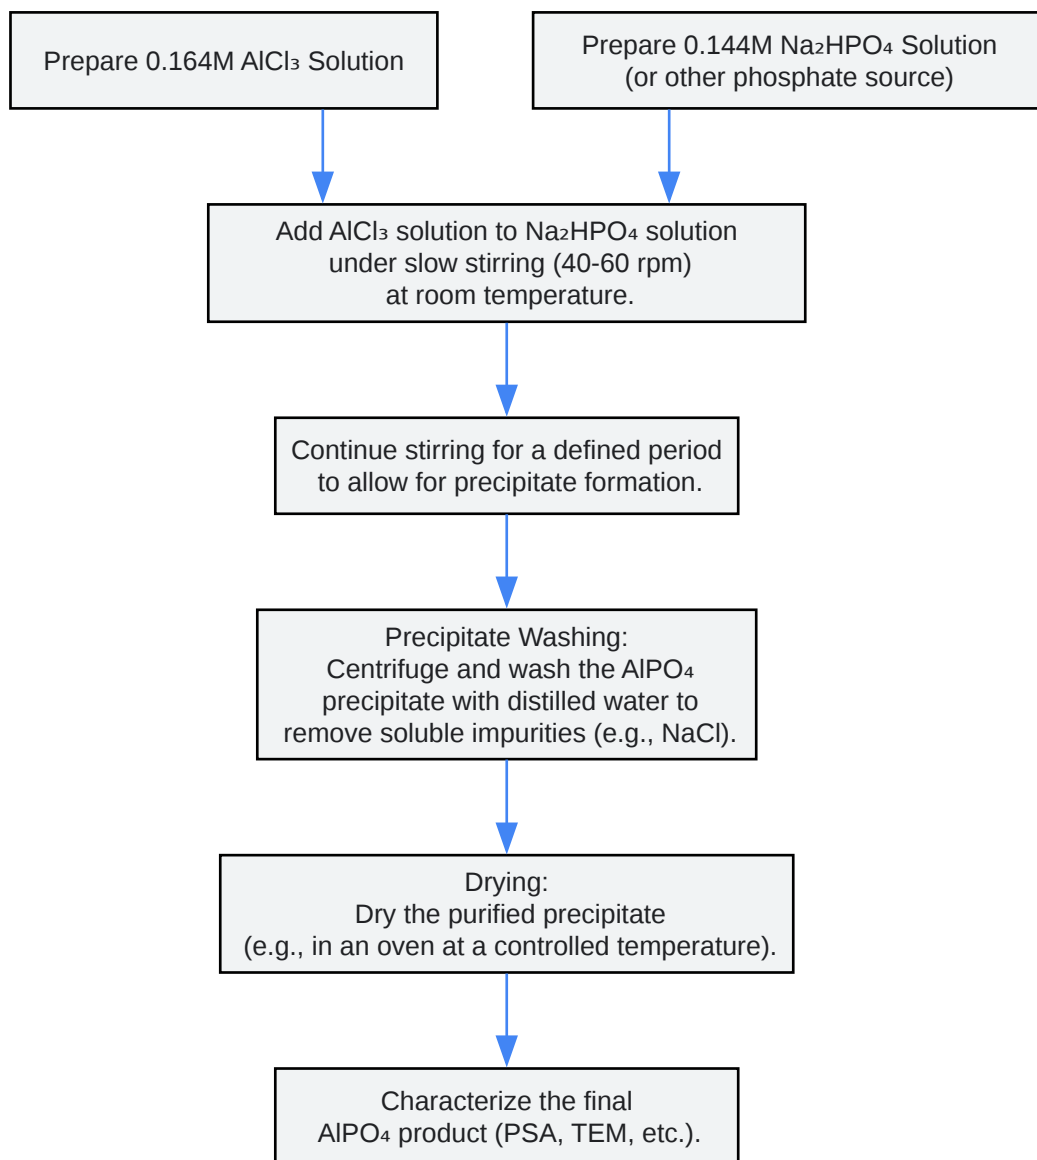 Prepare 0.164M AlCl₃ Solution
Prepare 0.144M Na₂HPO₄ Solution
(or other phosphate source)
Add AlCl₃ solution to Na₂HPO₄ solution
under slow stirring (40-60 rpm)
at room temperature.
Continue stirring for a defined period
to allow for precipitate formation.
Precipitate Washing:
Centrifuge and wash the AlPO₄
precipitate with distilled water to
remove soluble impurities (e.g., NaCl).
Drying:
Dry the purified precipitate
(e.g., in an oven at a controlled temperature).
Characterize the final
AlPO₄ product (PSA, TEM, etc.).